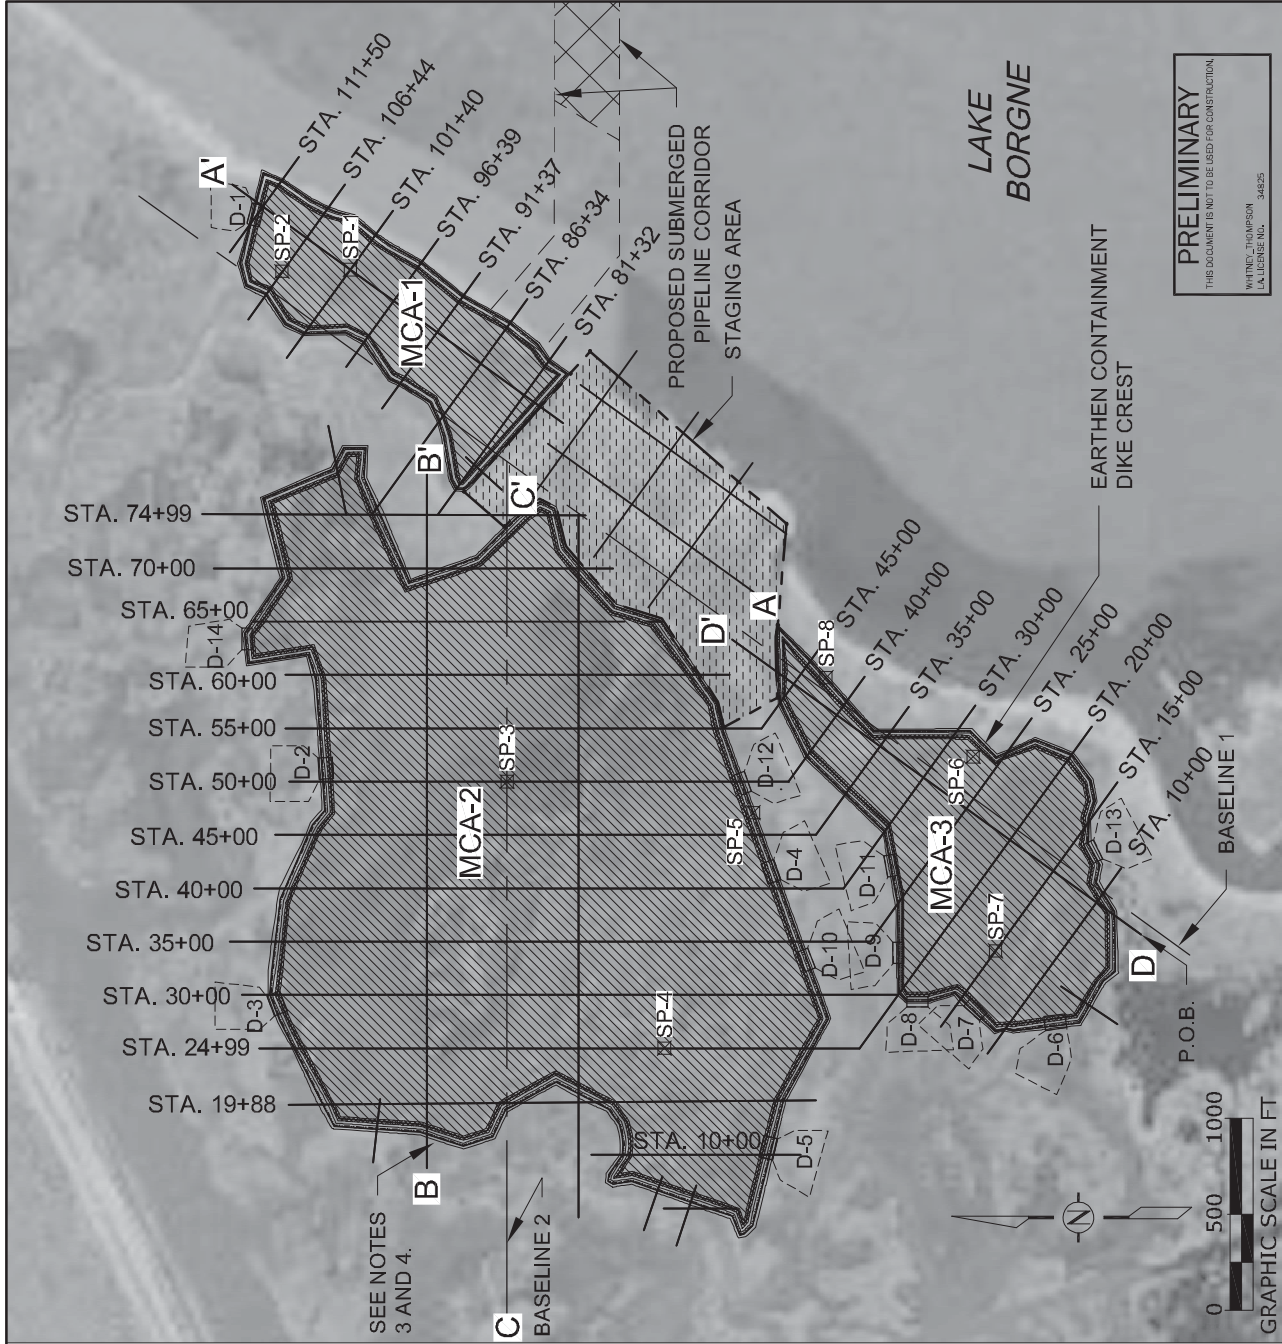 STA. 111+50
STA. 106+44
STA. 101+40
STA. 96+39
STA. 91+37
STA. 86+34
STA. 81+32
A'
D-1
SP-2
SP-1
MCA-1
PROPOSED SUBMERGED
PIPELINE CORRIDOR
STAGING AREA
LAKE
BORGNE
PRELIMINARY
THIS DOCUMENT IS NOT TO BE USED FOR CONSTRUCTION.
WHITNEY THOMPSON
LA. LICENSE NO. 34825
EARTHEN CONTAINMENT
DIKE CREST
B'
C'
STA. 74+99
STA. 70+00
STA. 65+00
D-14
STA. 60+00
STA. 55+00
D-2
STA. 50+00
STA. 45+00
STA. 40+00
STA. 35+00
STA. 30+00
D-3
STA. 24+99
STA. 19+88
STA. 10+00
SP-3
MCA-2
SP-5
SP-4
D'
A
SP-8
STA. 45+00
STA. 40+00
STA. 35+00
STA. 30+00
STA. 25+00
STA. 20+00
STA. 15+00
STA. 10+00
D-12
D-4
D-11
D-10
D-9
D-8
D-7
D-6
D-5
D-13
SP-6
MCA-3
SP-7
BASELINE 1
D
P.O.B.
SEE NOTES
3 AND 4.
B
C
BASELINE 2
N
0 500 1000
GRAPHIC SCALE IN FT